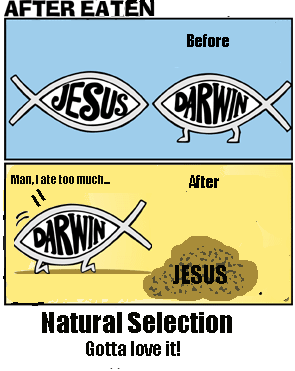 AFTER EATEN
Before
JESUS DARWIN
Man, I ate too much...
After
DARWIN
JESUS
Natural Selection
Gotta love it!